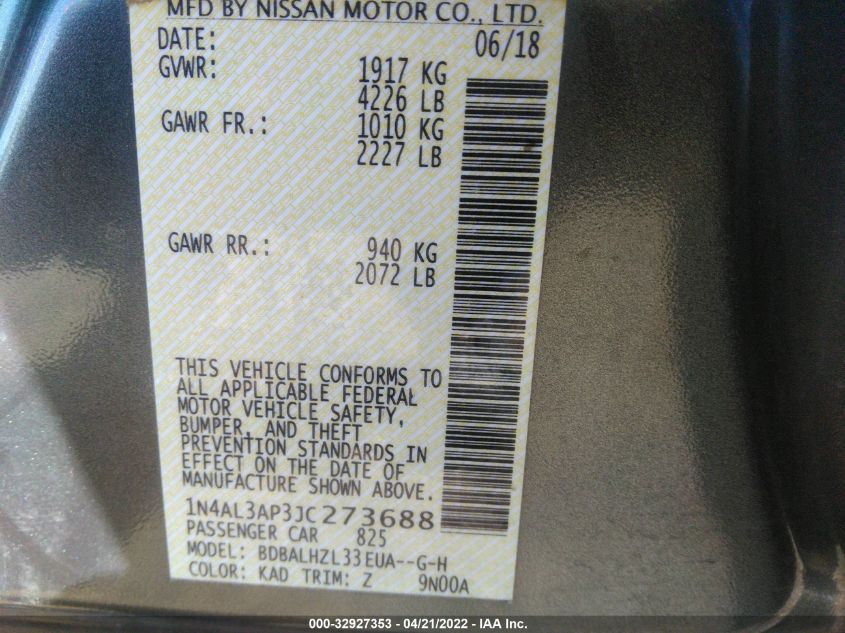 MFD BY NISSAN MOTOR CO., LTD.
DATE: 06/18
GVWR: 1917 KG
4226 LB
GAWR FR.: 1010 KG
2227 LB
GAWR RR.: 940 KG
2072 LB
THIS VEHICLE CONFORMS TO
ALL APPLICABLE FEDERAL
MOTOR VEHICLE SAFETY,
BUMPER, AND THEFT
PREVENTION STANDARDS IN
EFFECT ON THE DATE OF
MANUFACTURE SHOWN ABOVE.
1N4AL3AP3JC273688
PASSENGER CAR 825
MODEL: BDBALHZL33EUA--G-H
COLOR: KAD TRIM: Z 9N00A
000-32927353 - 04/21/2022 - IAA Inc.